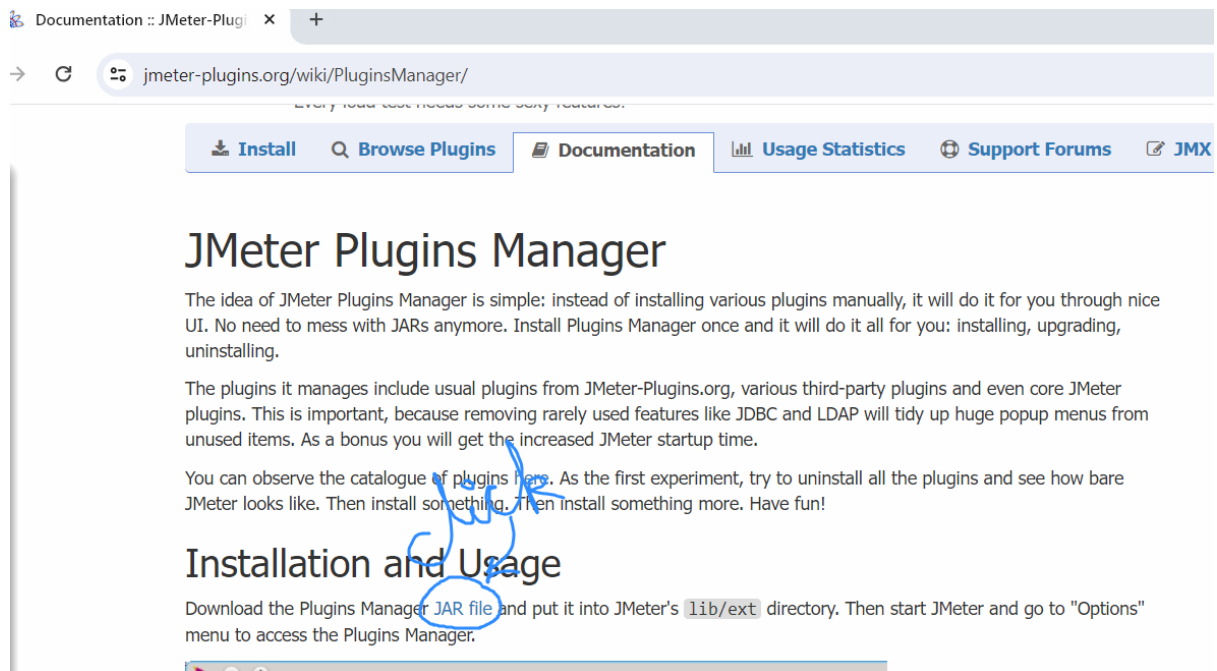 Documentation :: JMeter-Plugi
jmeter-plugins.org/wiki/PluginsManager/
Every load test needs some sexy features!
Install Browse Plugins Documentation Usage Statistics Support Forums JMX
JMeter Plugins Manager
The idea of JMeter Plugins Manager is simple: instead of installing various plugins manually, it will do it for you through nice
UI. No need to mess with JARs anymore. Install Plugins Manager once and it will do it all for you: installing, upgrading,
uninstalling.
The plugins it manages include usual plugins from JMeter-Plugins.org, various third-party plugins and even core JMeter
plugins. This is important, because removing rarely used features like JDBC and LDAP will tidy up huge popup menus from
unused items. As a bonus you will get the increased JMeter startup time.
You can observe the catalogue of plugins here. As the first experiment, try to uninstall all the plugins and see how bare
JMeter looks like. Then install something. Then install something more. Have fun!
click
Installation and Usage
Download the Plugins Manager JAR file and put it into JMeter's lib/ext directory. Then start JMeter and go to "Options"
menu to access the Plugins Manager.